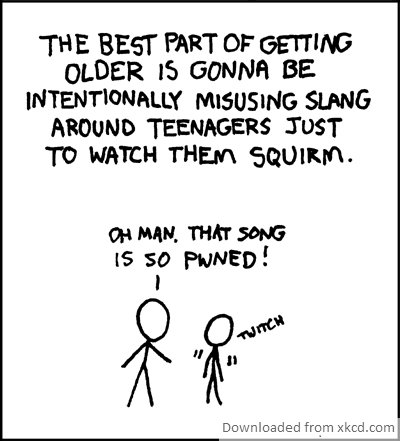 THE BEST PART OF GETTING
OLDER IS GONNA BE
INTENTIONALLY MISUSING SLANG
AROUND TEENAGERS JUST
TO WATCH THEM SQUIRM.
OH MAN, THAT SONG
IS SO PWNED!
TWITCH
Downloaded from xkcd.com